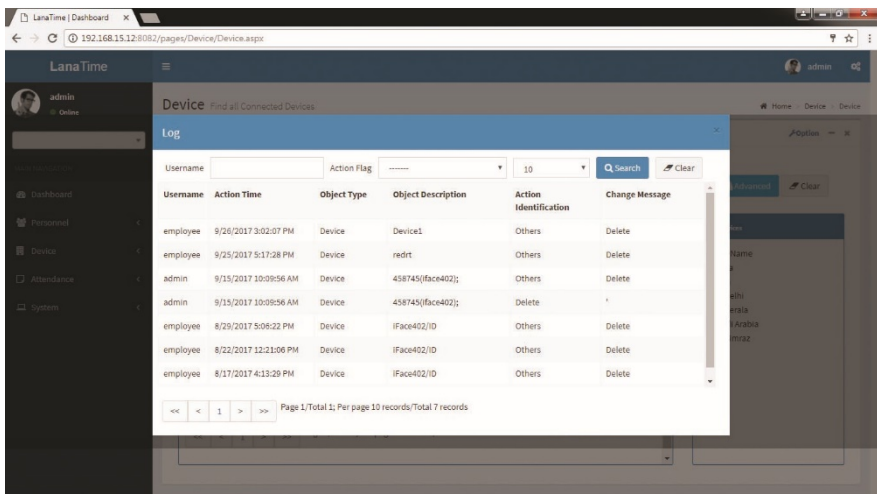 LanaTime | Dashboard
192.168.15.12:8082/pages/Device/Device.aspx
LanaTime
admin
admin
Online
Device Find all Connected Devices
Home > Device > Device
Log
Option
Username
Action Flag -------
10
Search
Clear
Advanced
Clear
Username Action Time Object Type Object Description Action Identification Change Message
employee 9/26/2017 3:02:07 PM Device Device1 Others Delete
employee 9/25/2017 5:17:28 PM Device redrt Others Delete
admin 9/15/2017 10:09:56 AM Device 458745(iface402); Others Delete
admin 9/15/2017 10:09:56 AM Device 458745(iface402); Delete
employee 8/29/2017 5:06:22 PM Device IFace402/ID Others Delete
employee 8/22/2017 12:21:06 PM Device IFace402/ID Others Delete
employee 8/17/2017 4:13:29 PM Device IFace402/ID Others Delete
<< < 1 > >> Page 1/Total 1; Per page 10 records/Total 7 records
Dashboard
Personnel
Device
Attendance
System
Name
elhi
erala
i Arabia
imraz